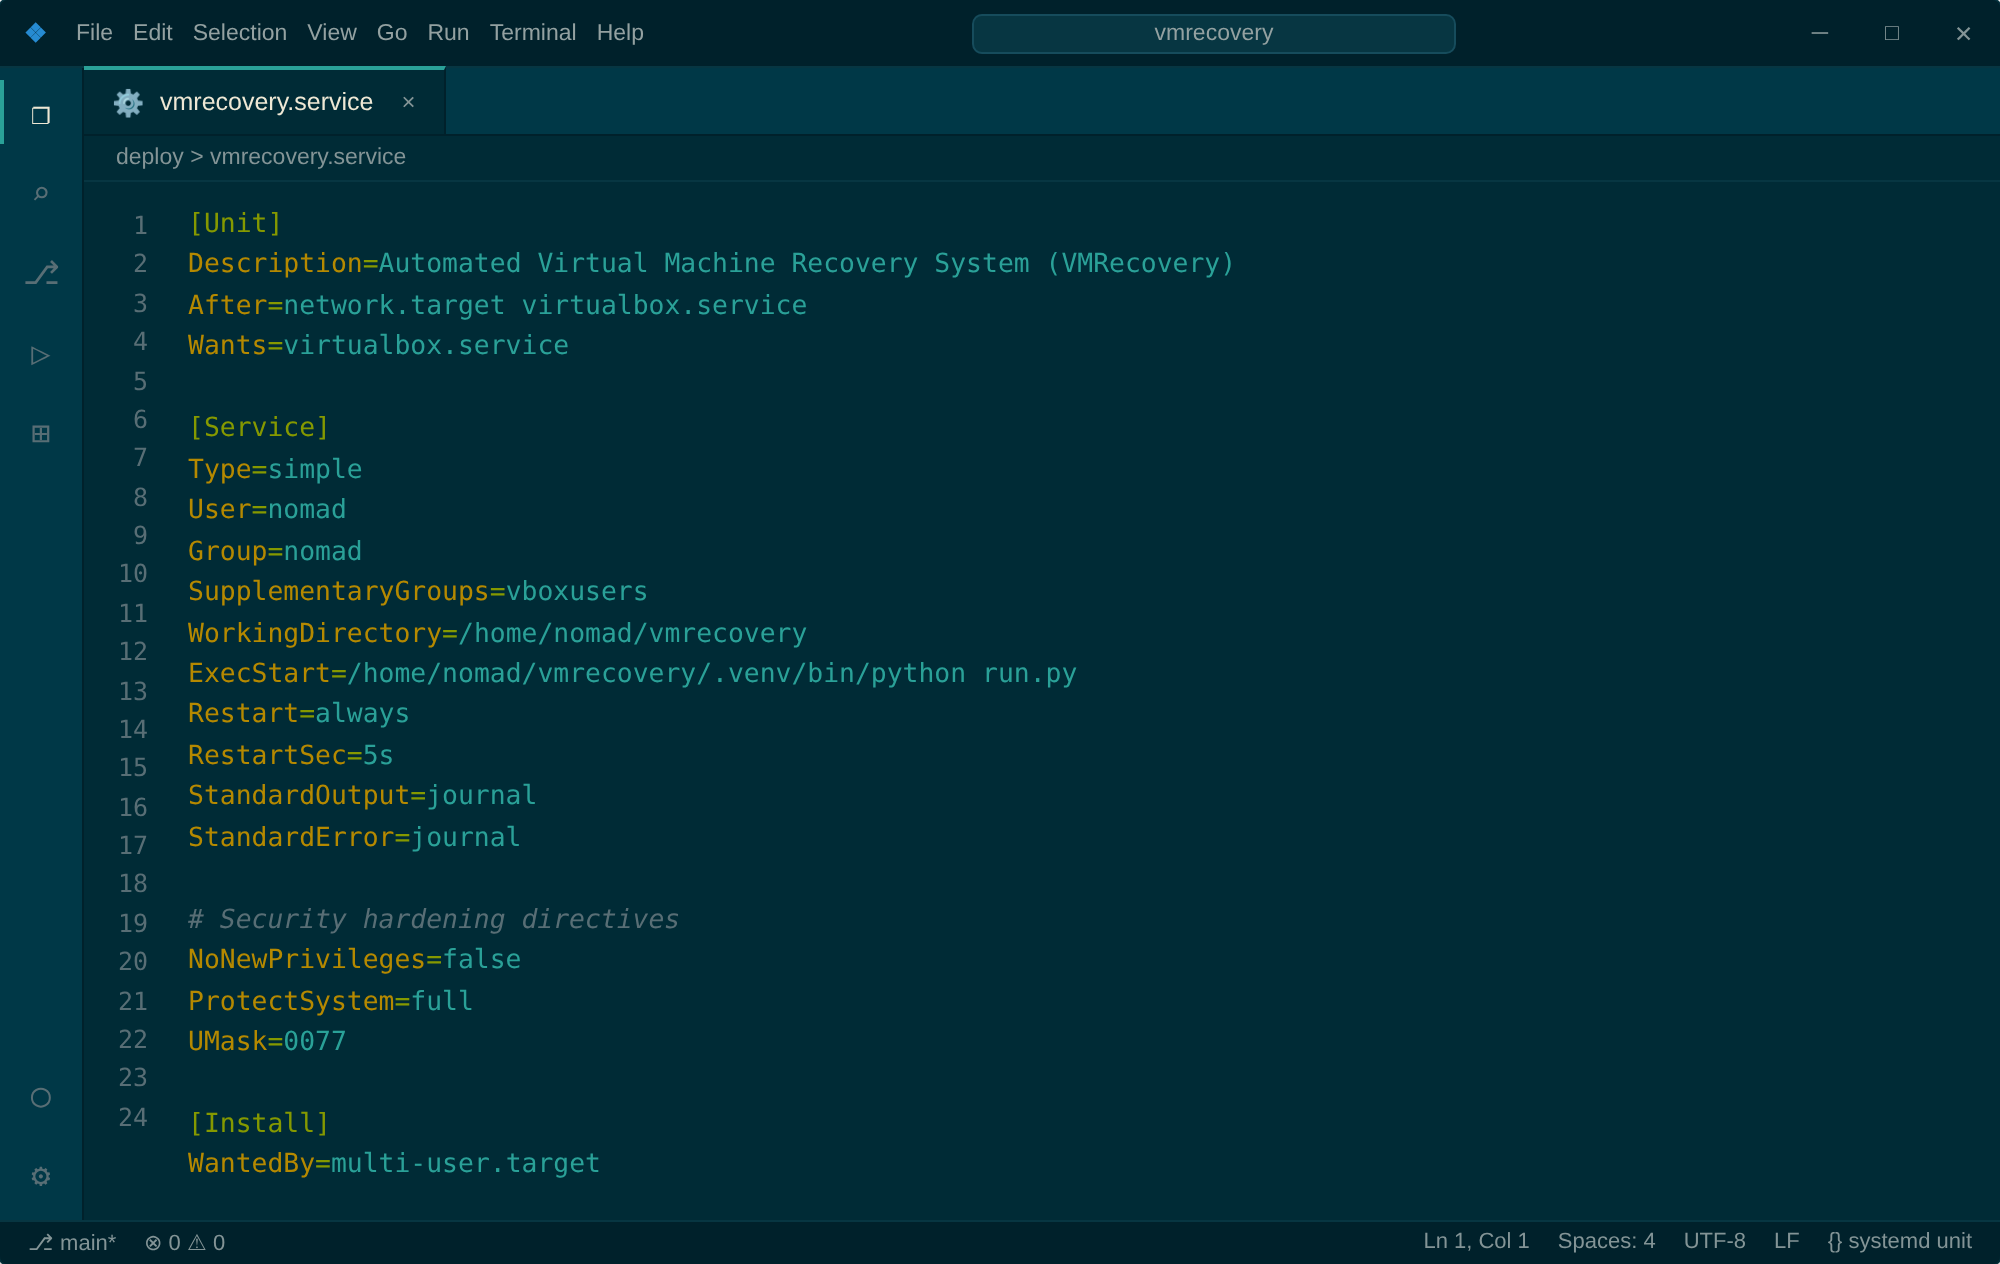 File Edit Selection View Go Run Terminal Help
vmrecovery
vmrecovery.service ×
deploy > vmrecovery.service
1 [Unit]
2 Description=Automated Virtual Machine Recovery System (VMRecovery)
3 After=network.target virtualbox.service
4 Wants=virtualbox.service
5
6 [Service]
7 Type=simple
8 User=nomad
9 Group=nomad
10 SupplementaryGroups=vboxusers
11 WorkingDirectory=/home/nomad/vmrecovery
12 ExecStart=/home/nomad/vmrecovery/.venv/bin/python run.py
13 Restart=always
14 RestartSec=5s
15 StandardOutput=journal
16 StandardError=journal
17
18 # Security hardening directives
19 NoNewPrivileges=false
20 ProtectSystem=full
21 UMask=0077
22
23 [Install]
24 WantedBy=multi-user.target
main* ⊗ 0 ⚠ 0 Ln 1, Col 1 Spaces: 4 UTF-8 LF {} systemd unit